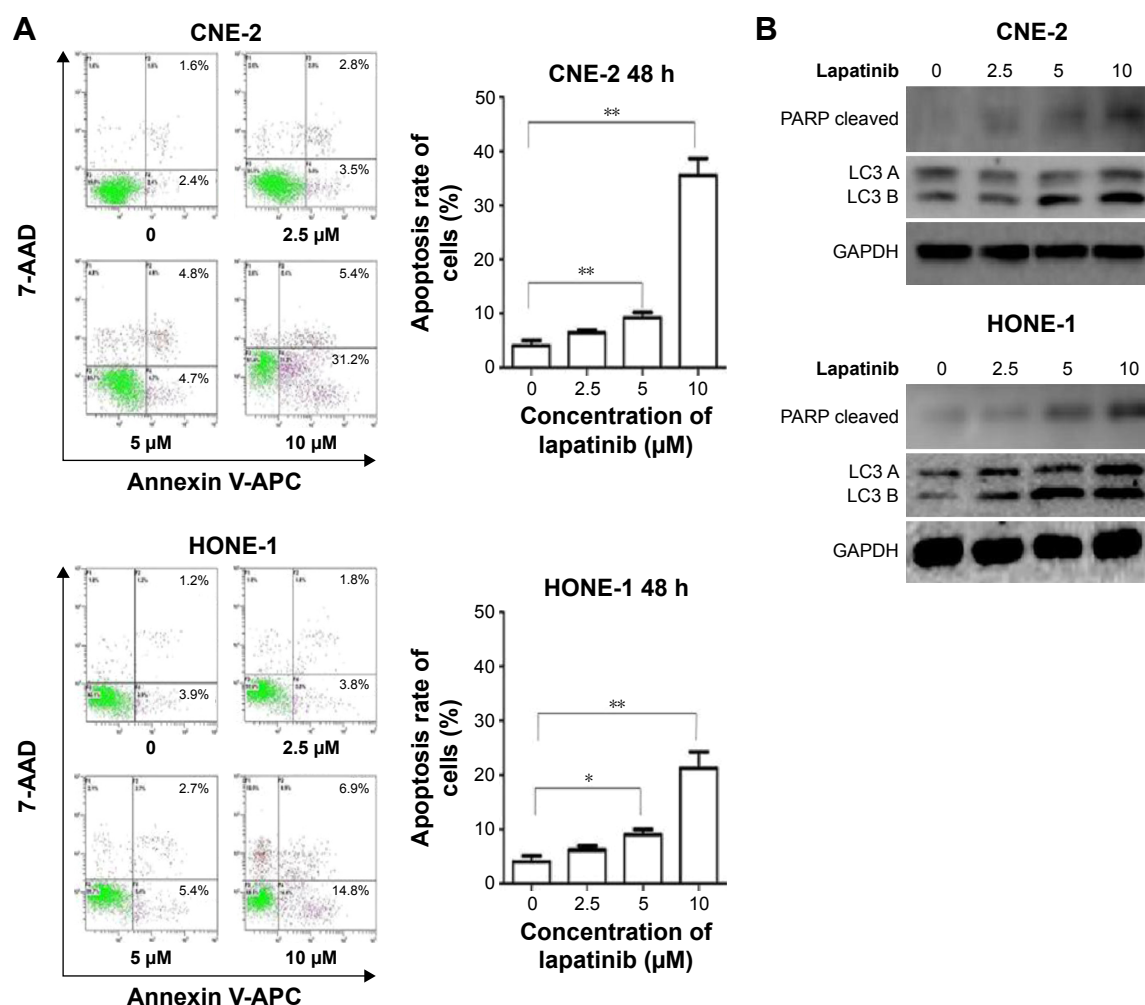 A
CNE-2
1.6%
2.8%
2.4%
3.5%
0
2.5 µM
4.8%
5.4%
4.7%
31.2%
5 µM
10 µM
7-AAD
Annexin V-APC
CNE-2 48 h
Apoptosis rate of
cells (%)
50
40
30
20
10
0
**
**
0 2.5 5 10
Concentration of
lapatinib (µM)
HONE-1
1.2%
1.8%
3.9%
3.8%
0
2.5 µM
2.7%
6.9%
5.4%
14.8%
5 µM
10 µM
7-AAD
Annexin V-APC
HONE-1 48 h
Apoptosis rate of
cells (%)
50
40
30
20
10
0
**
*
0 2.5 5 10
Concentration of
lapatinib (µM)
B
CNE-2
Lapatinib 0 2.5 5 10
PARP cleaved
LC3 A
LC3 B
GAPDH
HONE-1
Lapatinib 0 2.5 5 10
PARP cleaved
LC3 A
LC3 B
GAPDH